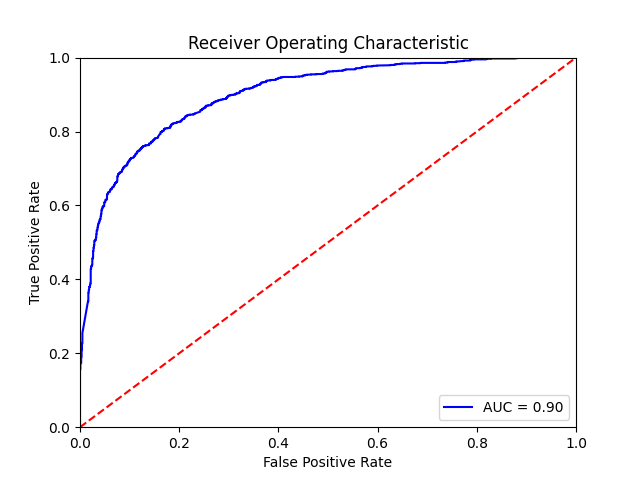 Receiver Operating Characteristic
1.0
0.8
0.6
0.4
0.2
0.0
True Positive Rate
AUC = 0.90
0.0 0.2 0.4 0.6 0.8 1.0
False Positive Rate